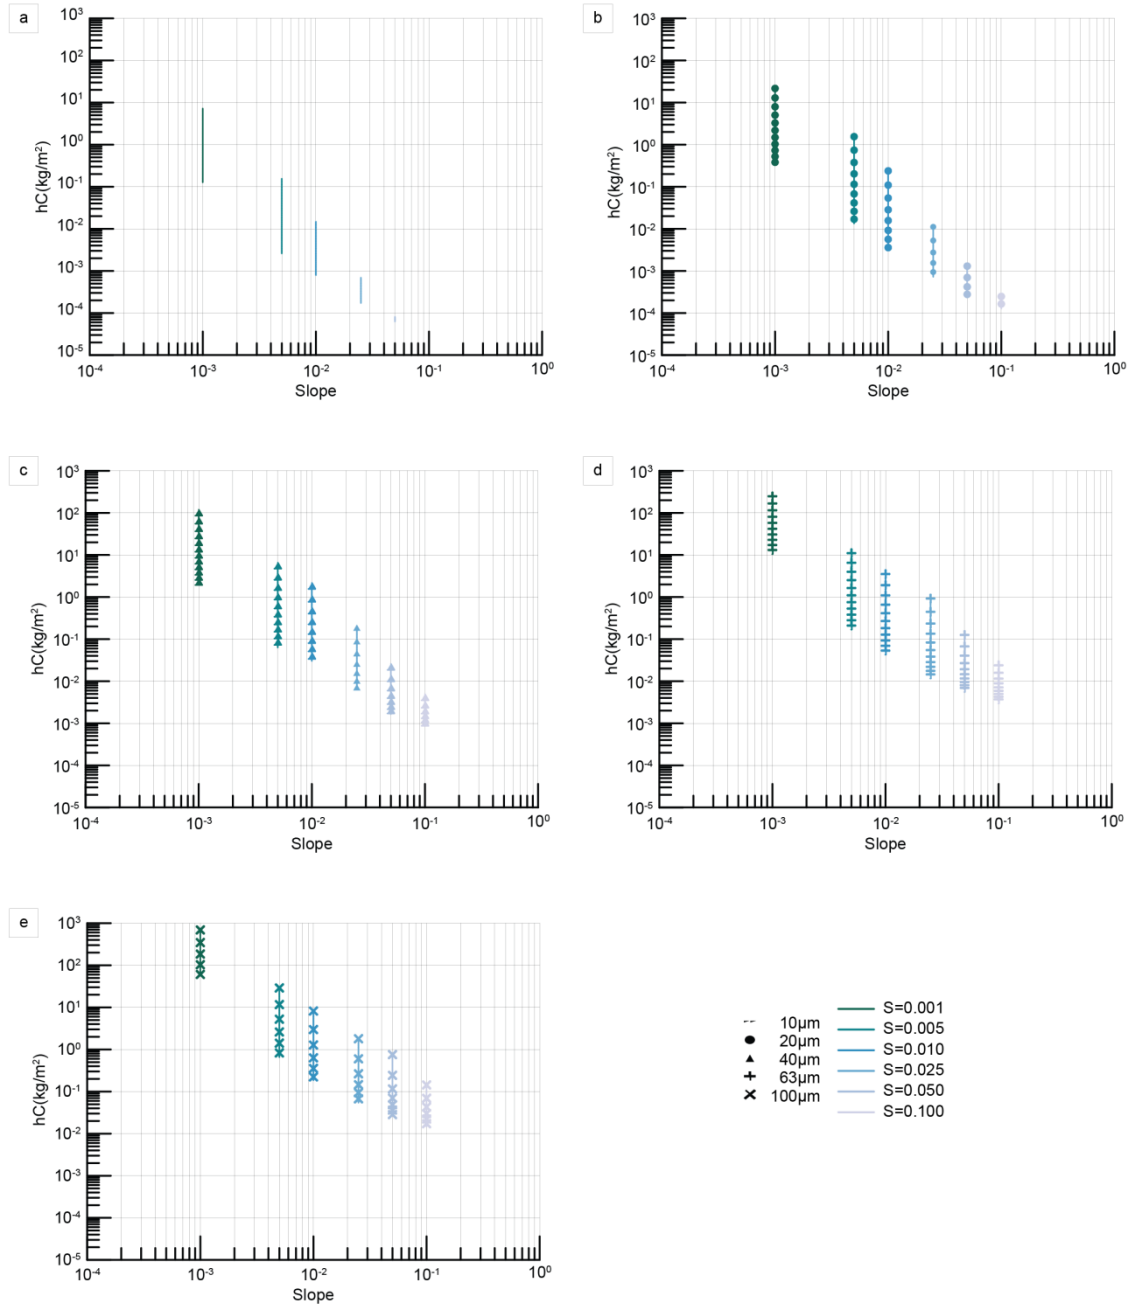 a
10³
10²
10¹
10⁰
10⁻¹
10⁻²
10⁻³
10⁻⁴
10⁻⁵
hC(kg/m²)
10⁻⁴ 10⁻³ 10⁻² 10⁻¹ 10⁰
Slope
b
10³
10²
10¹
10⁰
10⁻¹
10⁻²
10⁻³
10⁻⁴
10⁻⁵
hC(kg/m²)
10⁻⁴ 10⁻³ 10⁻² 10⁻¹ 10⁰
Slope
c
10³
10²
10¹
10⁰
10⁻¹
10⁻²
10⁻³
10⁻⁴
10⁻⁵
hC(kg/m²)
10⁻⁴ 10⁻³ 10⁻² 10⁻¹ 10⁰
Slope
d
10³
10²
10¹
10⁰
10⁻¹
10⁻²
10⁻³
10⁻⁴
10⁻⁵
hC(kg/m²)
10⁻⁴ 10⁻³ 10⁻² 10⁻¹ 10⁰
Slope
e
10³
10²
10¹
10⁰
10⁻¹
10⁻²
10⁻³
10⁻⁴
10⁻⁵
hC(kg/m²)
10⁻⁴ 10⁻³ 10⁻² 10⁻¹ 10⁰
Slope
10µm
20µm
40µm
63µm
100µm
S=0.001
S=0.005
S=0.010
S=0.025
S=0.050
S=0.100